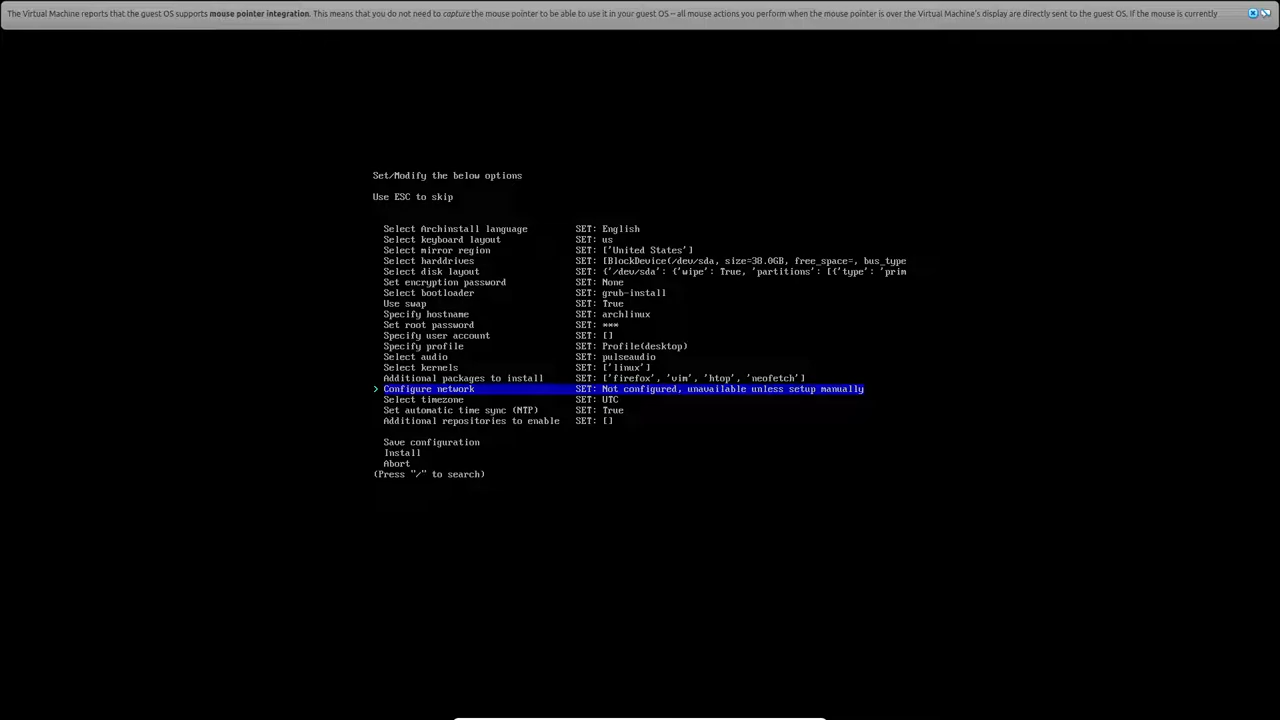 The Virtual Machine reports that the guest OS supports mouse pointer integration. This means that you do not need to capture the mouse pointer to be able to use it in your guest OS – all mouse actions you perform when the mouse pointer is over the Virtual Machine's display are directly sent to the guest OS. If the mouse is currently
Set/Modify the below options
Use ESC to skip
Select Archinstall language SET: English
Select keyboard layout SET: us
Select mirror region SET: ['United States']
Select harddrives SET: [BlockDevice(/dev/sda, size=38.0GB, free_space=, bus_type
Select disk layout SET: {'/dev/sda': {'wipe': True, 'partitions': [{'type': 'prim
Set encryption password SET: None
Select bootloader SET: grub-install
Use swap SET: True
Specify hostname SET: archlinux
Set root password SET: ***
Specify user account SET: []
Specify profile SET: Profile(desktop)
Select audio SET: pulseaudio
Select kernels SET: ['linux']
Additional packages to install SET: ['firefox', 'vim', 'htop', 'neofetch']
> Configure network SET: Not configured, unavailable unless setup manually
Select timezone SET: UTC
Set automatic time sync (NTP) SET: True
Additional repositories to enable SET: []
Save configuration
Install
Abort
(Press "/" to search)